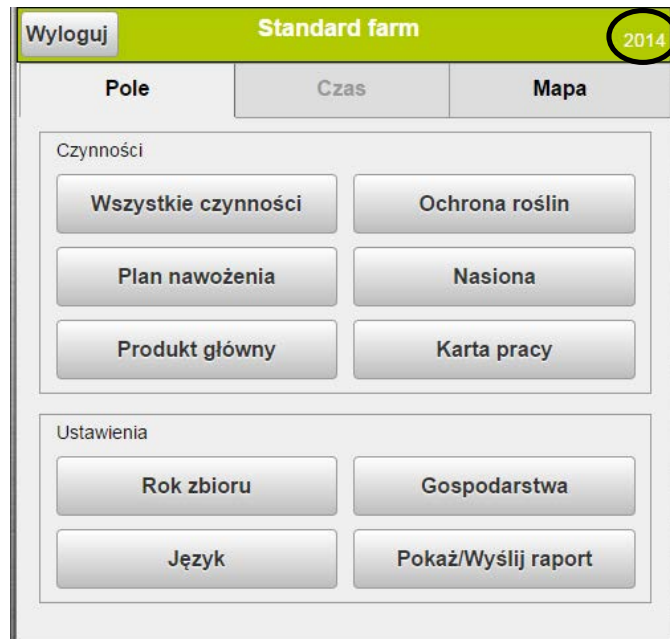 Wyloguj Standard farm 2014
Pole Czas Mapa
Czynności
Wszystkie czynności Ochrona roślin
Plan nawożenia Nasiona
Produkt główny Karta pracy
Ustawienia
Rok zbioru Gospodarstwa
Język Pokaż/Wyślij raport